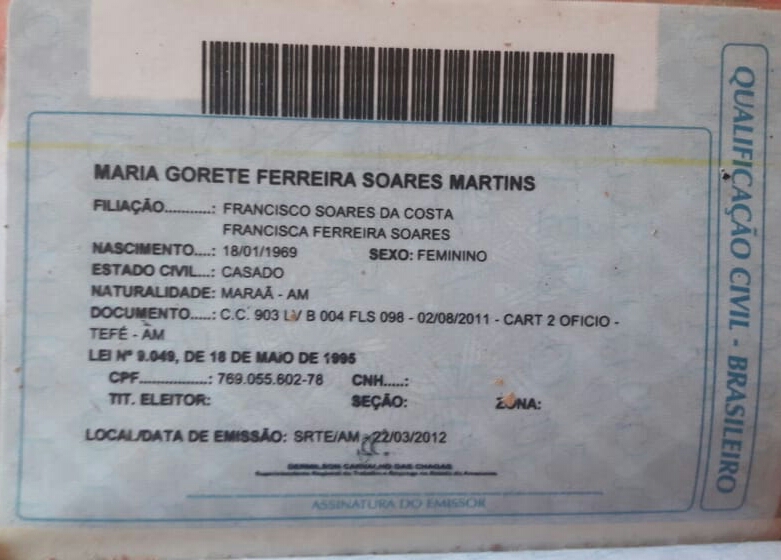 MARIA GORETE FERREIRA SOARES MARTINS
FILIAÇÃO...........: FRANCISCO SOARES DA COSTA
FRANCISCA FERREIRA SOARES
NASCIMENTO....: 18/01/1969 SEXO: FEMININO
ESTADO CIVIL...: CASADO
NATURALIDADE: MARAÃ - AM
DOCUMENTO.....: C.C. 903 LV B 004 FLS 098 - 02/08/2011 - CART 2 OFICIO -
TEFÉ - AM
LEI Nº 9.049, DE 18 DE MAIO DE 1995
CPF................: 769.055.602-78 CNH.....:
TIT. ELEITOR: SEÇÃO: ZONA:
LOCAL/DATA DE EMISSÃO: SRTE/AM - 22/03/2012
ASSINATURA DO EMISSOR
QUALIFICAÇÃO CIVIL - BRASILEIRO